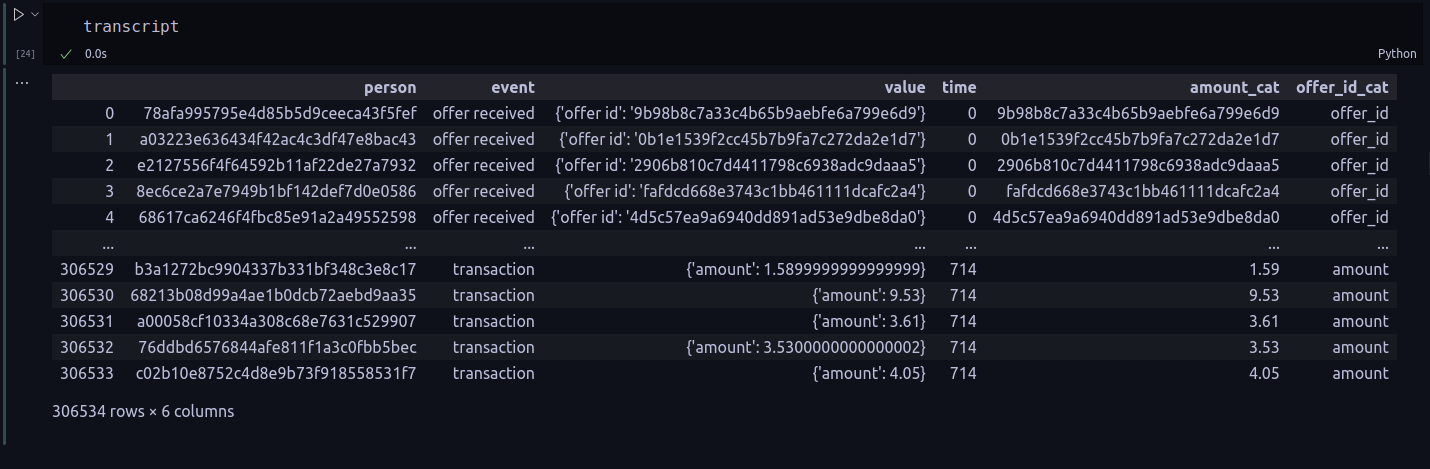 transcript
[24] 0.0s Python
... person event value time amount_cat offer_id_cat
0 78afa995795e4d85b5d9ceeca43f5fef offer received {'offer id': '9b98b8c7a33c4b65b9aebfe6a799e6d9'} 0 9b98b8c7a33c4b65b9aebfe6a799e6d9 offer_id
1 a03223e636434f42ac4c3df47e8bac43 offer received {'offer id': '0b1e1539f2cc45b7b9fa7c272da2e1d7'} 0 0b1e1539f2cc45b7b9fa7c272da2e1d7 offer_id
2 e2127556f4f64592b11af22de27a7932 offer received {'offer id': '2906b810c7d4411798c6938adc9daaa5'} 0 2906b810c7d4411798c6938adc9daaa5 offer_id
3 8ec6ce2a7e7949b1bf142def7d0e0586 offer received {'offer id': 'fafdcd668e3743c1bb461111dcafc2a4'} 0 fafdcd668e3743c1bb461111dcafc2a4 offer_id
4 68617ca6246f4fbc85e91a2a49552598 offer received {'offer id': '4d5c57ea9a6940dd891ad53e9dbe8da0'} 0 4d5c57ea9a6940dd891ad53e9dbe8da0 offer_id
... ... ... ... ... ... ...
306529 b3a1272bc9904337b331bf348c3e8c17 transaction {'amount': 1.5899999999999999} 714 1.59 amount
306530 68213b08d99a4ae1b0dcb72aebd9aa35 transaction {'amount': 9.53} 714 9.53 amount
306531 a00058cf10334a308c68e7631c529907 transaction {'amount': 3.61} 714 3.61 amount
306532 76ddbd6576844afe811f1a3c0fbb5bec transaction {'amount': 3.5300000000000002} 714 3.53 amount
306533 c02b10e8752c4d8e9b73f918558531f7 transaction {'amount': 4.05} 714 4.05 amount
306534 rows × 6 columns